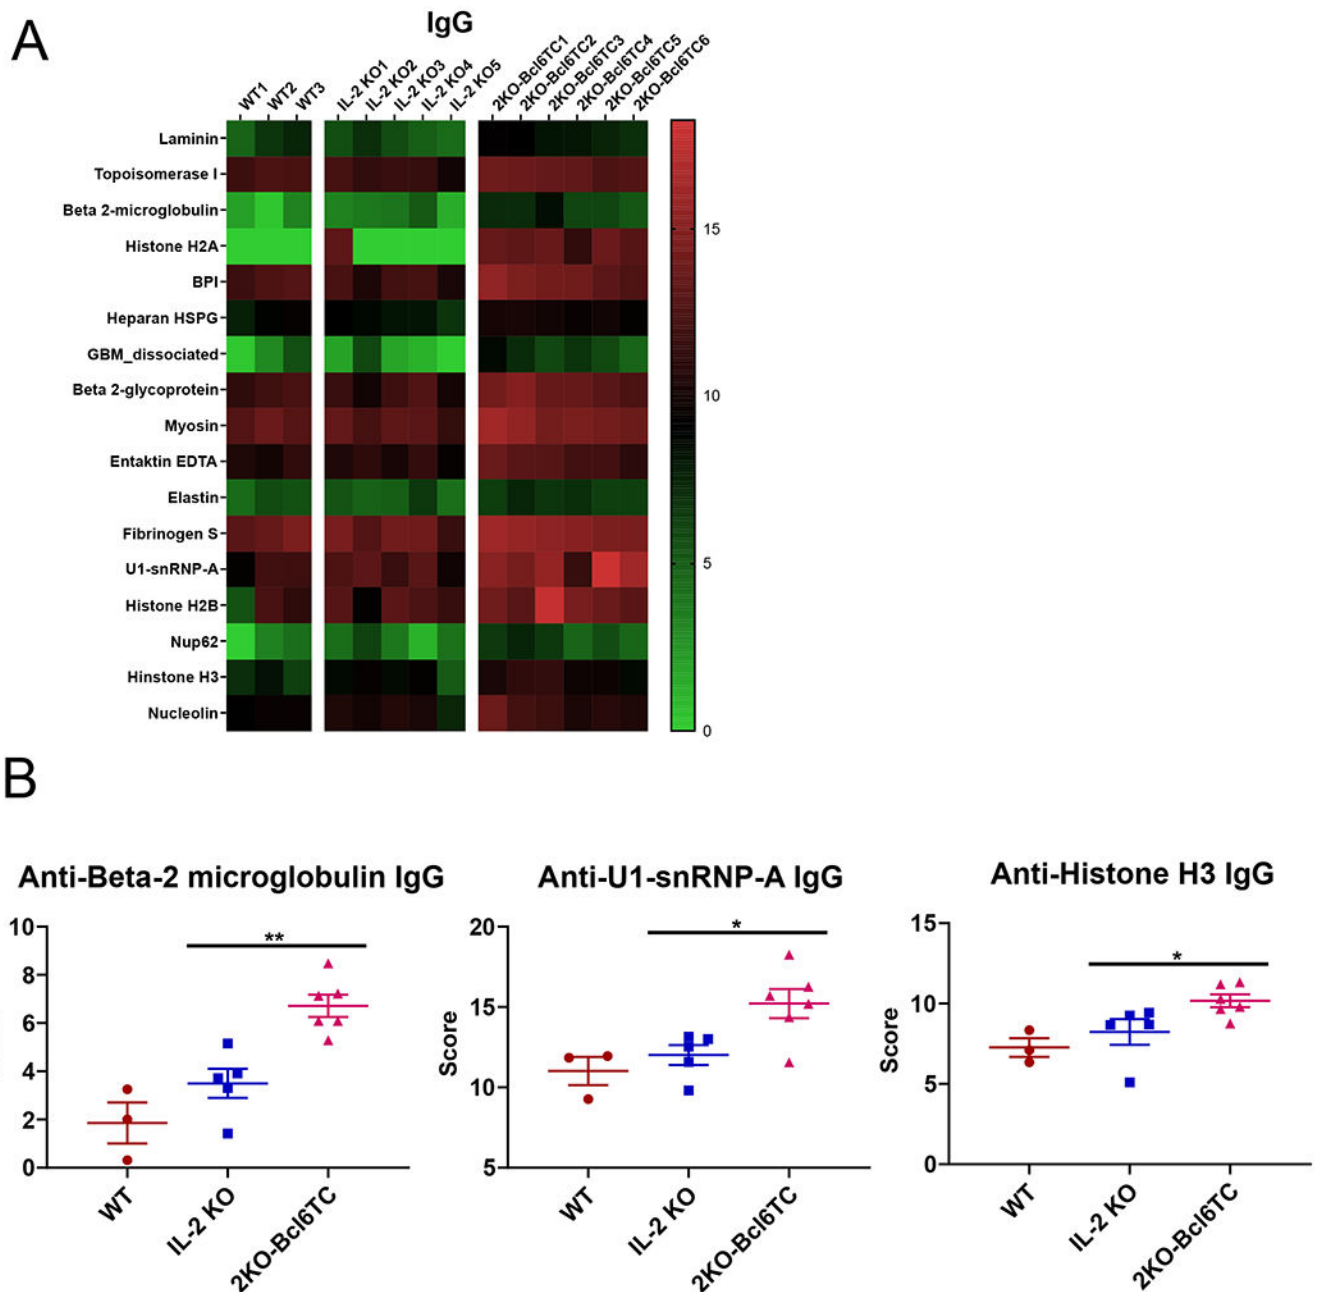 A
IgG
WT1 WT2 WT3 IL-2 KO1 IL-2 KO2 IL-2 KO3 IL-2 KO4 IL-2 KO5 2KO-Bcl6TC1 2KO-Bcl6TC2 2KO-Bcl6TC3 2KO-Bcl6TC4 2KO-Bcl6TC5 2KO-Bcl6TC6
Laminin
Topoisomerase I
Beta 2-microglobulin
Histone H2A
BPI
Heparan HSPG
GBM_dissociated
Beta 2-glycoprotein
Myosin
Entaktin EDTA
Elastin
Fibrinogen S
U1-snRNP-A
Histone H2B
Nup62
Hinstone H3
Nucleolin
15
10
5
0
B
Anti-Beta-2 microglobulin IgG
10
8
6
4
2
0
**
WT
IL-2 KO
2KO-Bcl6TC
Anti-U1-snRNP-A IgG
Score
20
15
10
5
*
WT
IL-2 KO
2KO-Bcl6TC
Anti-Histone H3 IgG
Score
15
10
5
0
*
WT
IL-2 KO
2KO-Bcl6TC